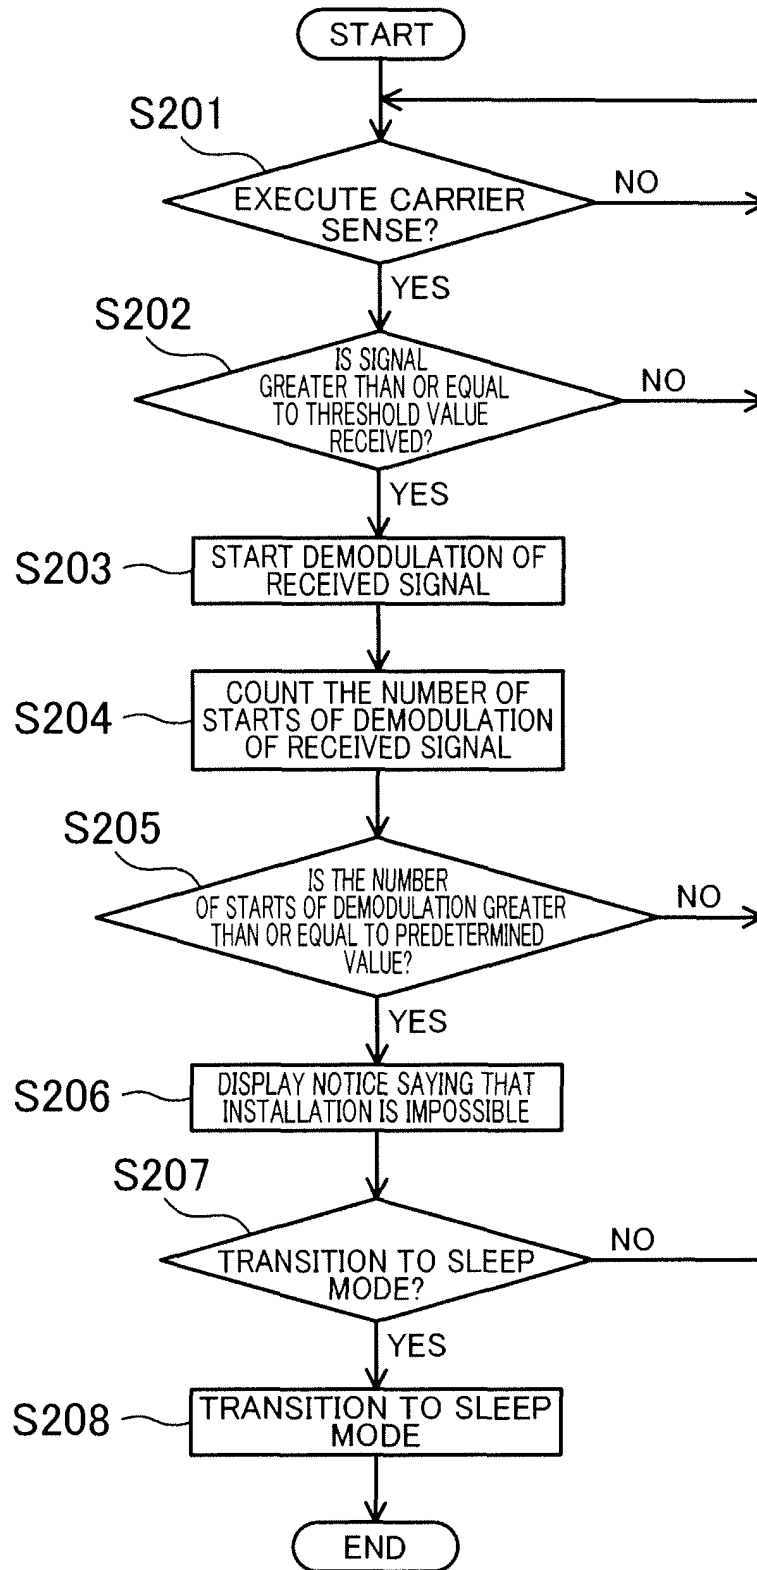 START
S201
EXECUTE CARRIER
SENSE?
NO
YES
S202
IS SIGNAL
GREATER THAN OR EQUAL
TO THRESHOLD VALUE
RECEIVED?
NO
YES
S203
START DEMODULATION OF
RECEIVED SIGNAL
S204
COUNT THE NUMBER OF
STARTS OF DEMODULATION
OF RECEIVED SIGNAL
S205
IS THE NUMBER
OF STARTS OF DEMODULATION GREATER
THAN OR EQUAL TO PREDETERMINED
VALUE?
NO
YES
S206
DISPLAY NOTICE SAYING THAT
INSTALLATION IS IMPOSSIBLE
S207
TRANSITION TO SLEEP
MODE?
NO
YES
S208
TRANSITION TO SLEEP
MODE
END